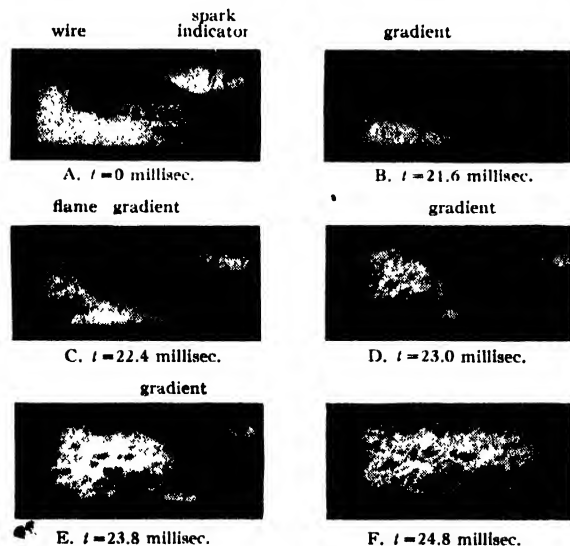 spark
wire indicator gradient
A. t=0 millisec. B. t=21.6 millisec.
flame gradient gradient
C. t=22.4 millisec. D. t=23.0 millisec.
gradient
E. t=23.8 millisec. F. t=24.8 millisec.